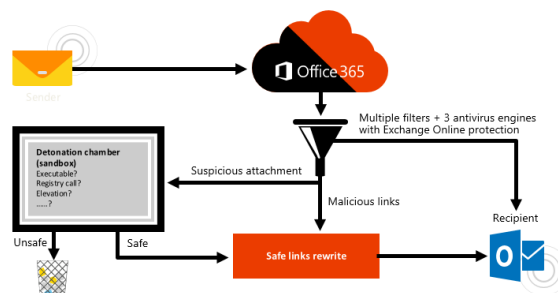 Sender
Office 365
Multiple filters + 3 antivirus engines
with Exchange Online protection
Detonation chamber
(sandbox)
Executable?
Registry call?
Elevation?
......?
Suspicious attachment
Malicious links
Recipient
Unsafe
Safe
Safe links rewrite
O